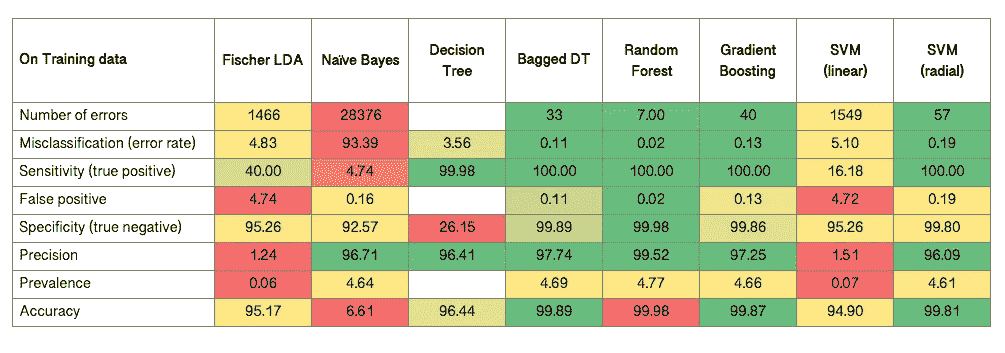 On Training data Fischer LDA Naïve Bayes Decision Tree Bagged DT Random Forest Gradient Boosting SVM (linear) SVM (radial)
Number of errors 1466 28376 33 7.00 40 1549 57
Misclassification (error rate) 4.83 93.39 3.56 0.11 0.02 0.13 5.10 0.19
Sensitivity (true positive) 40.00 4.74 99.98 100.00 100.00 100.00 16.18 100.00
False positive 4.74 0.16 0.11 0.02 0.13 4.72 0.19
Specificity (true negative) 95.26 92.57 26.15 99.89 99.98 99.86 95.26 99.80
Precision 1.24 96.71 96.41 97.74 99.52 97.25 1.51 96.09
Prevalence 0.06 4.64 4.69 4.77 4.66 0.07 4.61
Accuracy 95.17 6.61 96.44 99.89 99.98 99.87 94.90 99.81